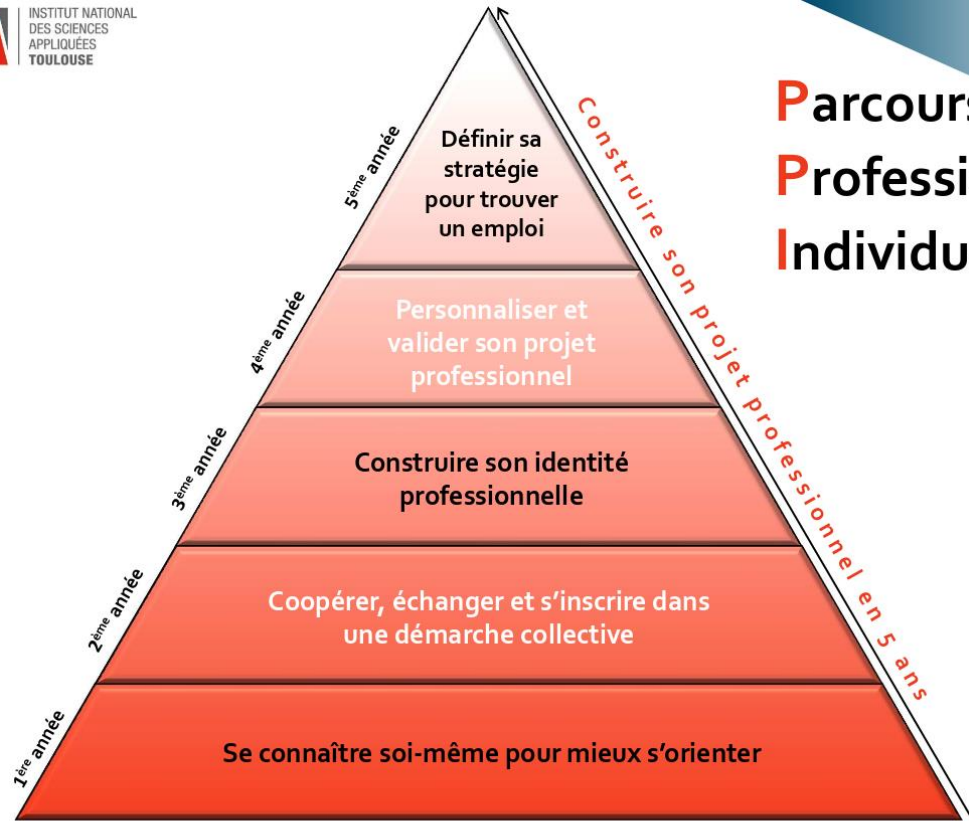 INSTITUT NATIONAL
DES SCIENCES
APPLIQUÉES
TOULOUSE
Parcours
Professi
Individu
Construire son projet professionnel en 5 ans
5ème année
Définir sa
stratégie
pour trouver
un emploi
4ème année
Personnaliser et
valider son projet
professionnel
3ème année
Construire son identité
professionnelle
2ème année
Coopérer, échanger et s’inscrire dans
une démarche collective
1ère année
Se connaître soi-même pour mieux s’orienter